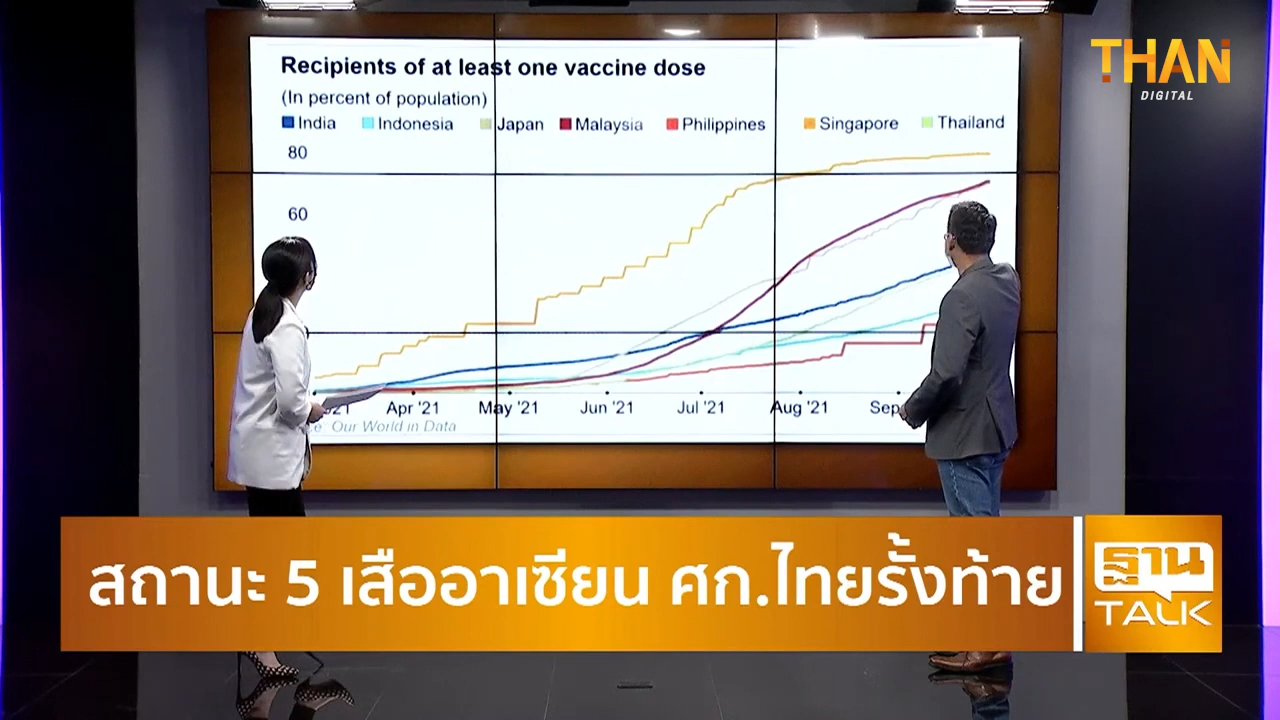 THAN
DIGITAL
Recipients of at least one vaccine dose
(In percent of population)
India Indonesia Japan Malaysia Philippines Singapore Thailand
80
60
Apr '21 May '21 Jun '21 Jul '21 Aug '21
Our World in Data
สถานะ 5 เสืออาเซียน ศก.ไทยรั้งท้าย
ฐาน
TALK